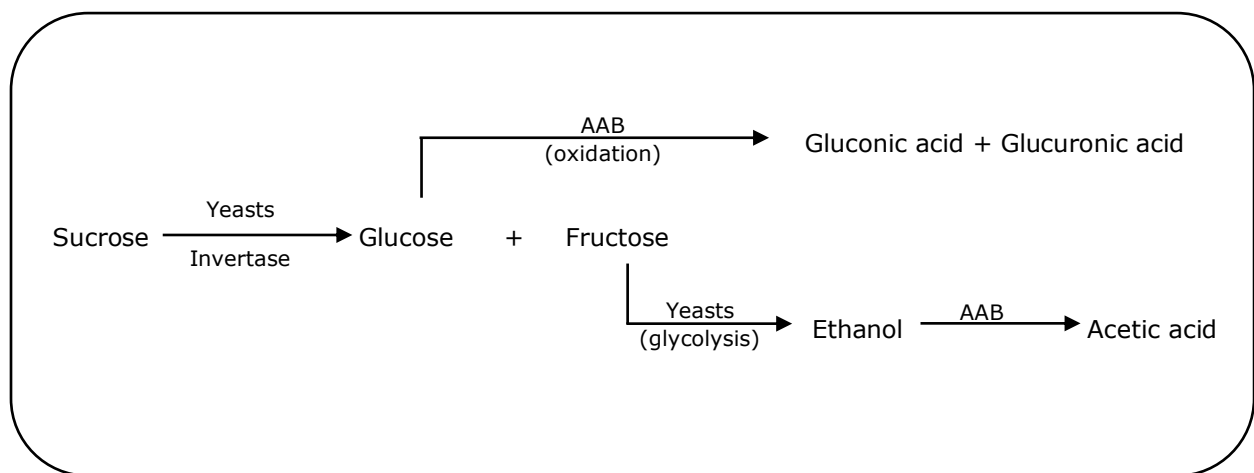 AAB
(oxidation)
Gluconic acid + Glucuronic acid
Yeasts
Sucrose
Invertase
Glucose + Fructose
Yeasts
(glycolysis)
Ethanol
AAB
Acetic acid